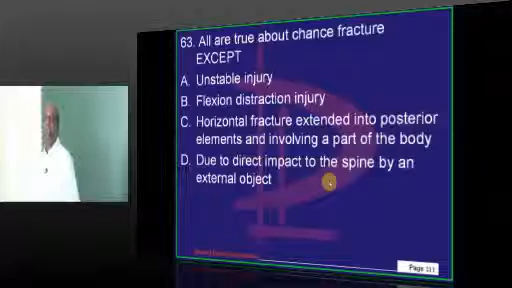 63. All are true about chance fracture
EXCEPT
A. Unstable injury
B. Flexion distraction injury
C. Horizontal fracture extended into posterior
elements and involving a part of the body
D. Due to direct impact to the spine by an
external object
Page 111